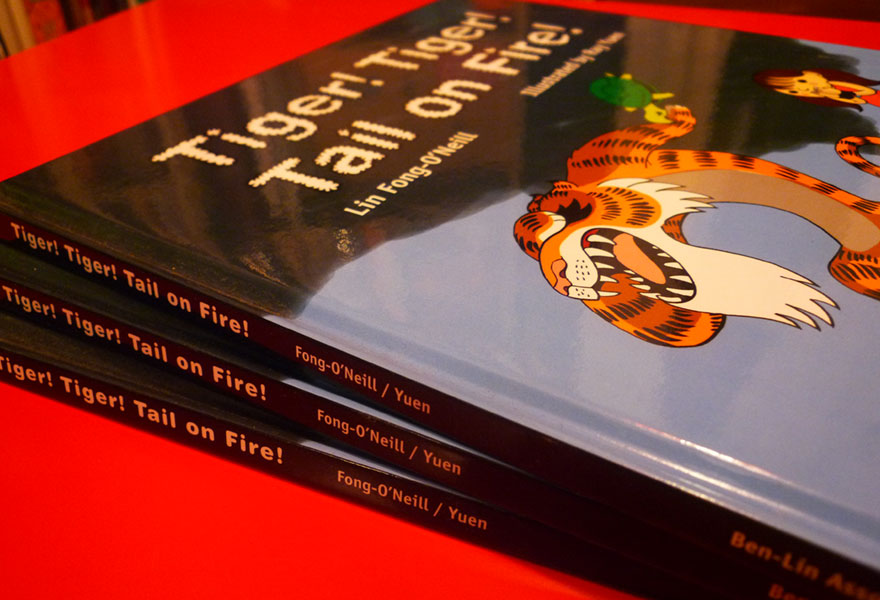 Tiger! Tiger!
Tail on Fire!
Illustrated by
Lin Fong-O'Neill
Tiger! Tiger! Tail on Fire! Fong-O'Neill / Yuen
Tiger! Tiger! Tail on Fire! Fong-O'Neill / Yuen
Tiger! Tiger! Tail on Fire! Fong-O'Neill / Yuen
Ben-Lin